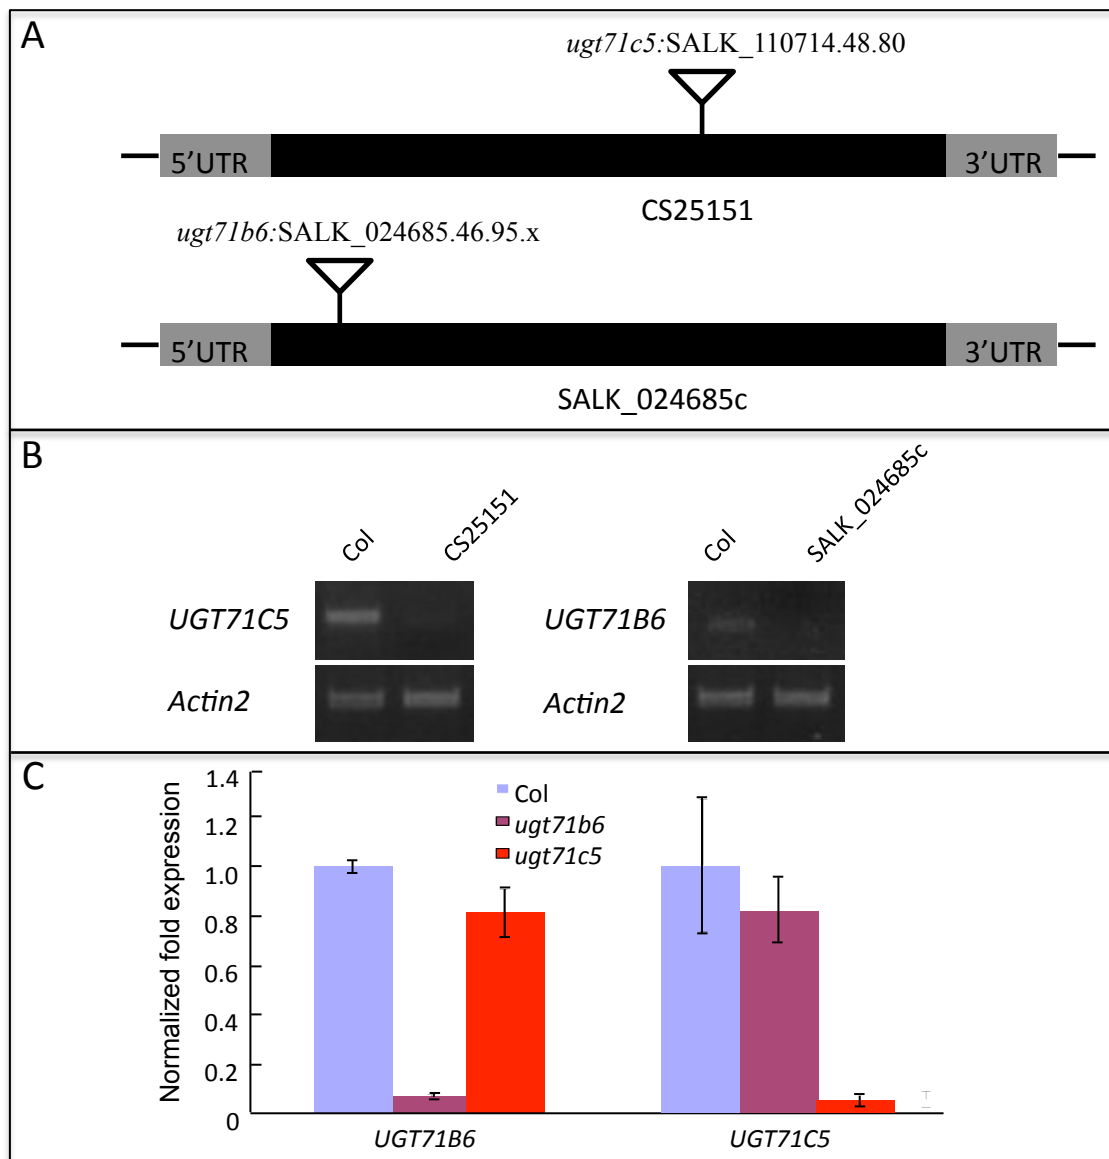 A
ugt71c5:SALK_110714.48.80
5'UTR
3'UTR
CS25151
ugt71b6:SALK_024685.46.95.x
5'UTR
3'UTR
SALK_024685c
B
Col
CS25151
Col
SALK_024685c
UGT71C5
UGT71B6
Actin2
Actin2
C
Normalized fold expression
1.4
1.2
1.0
0.8
0.6
0.4
0.2
0
Col
ugt71b6
ugt71c5
UGT71B6
UGT71C5